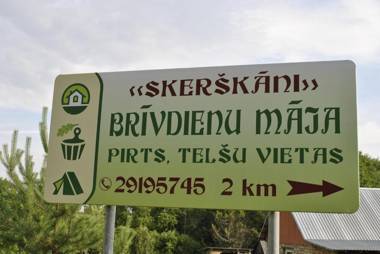 ‹‹SKERŠKĀNI››
BRĪVDIENU MĀJA
PIRTS, TELŠU VIETAS
29195745 2 km